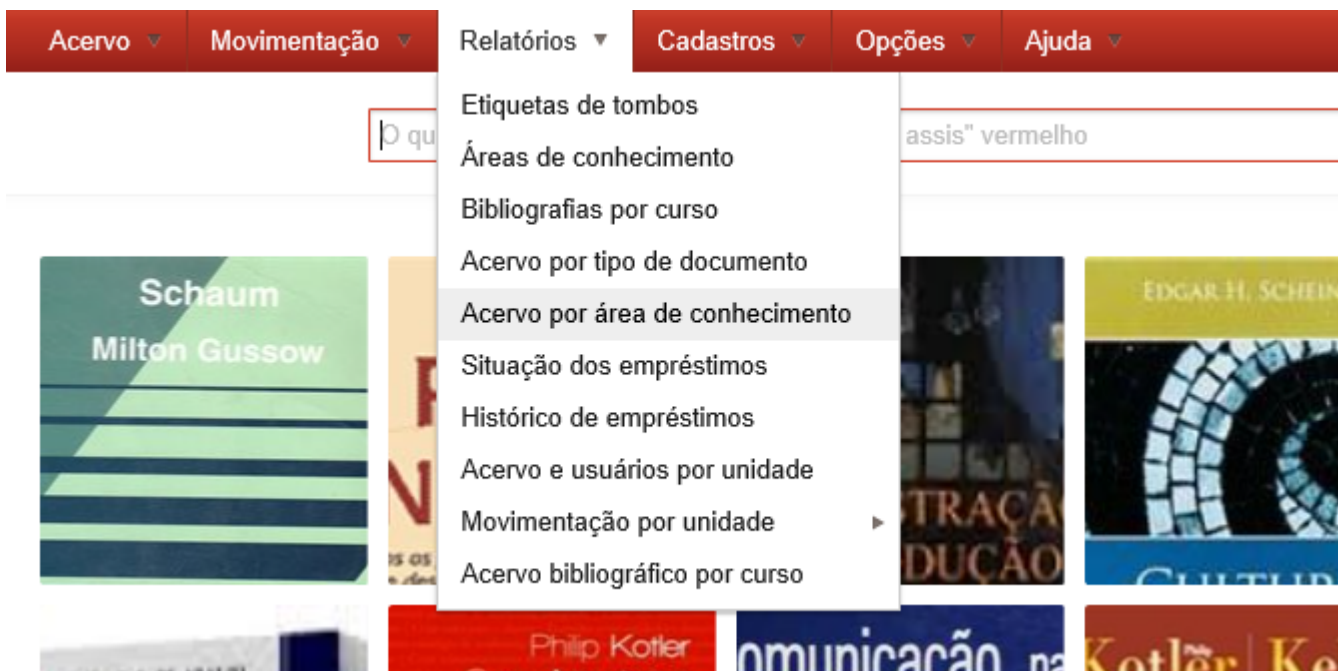 Acervo Movimentação Relatórios Cadastros Opções Ajuda
O qu assis" vermelho
Etiquetas de tombos
Áreas de conhecimento
Bibliografias por curso
Acervo por tipo de documento
Acervo por área de conhecimento
Situação dos empréstimos
Histórico de empréstimos
Acervo e usuários por unidade
Movimentação por unidade
Acervo bibliográfico por curso
Schaum
Milton Gussow
EDGAR H. SCHEIN
Philip Kotler
Kotler Ke